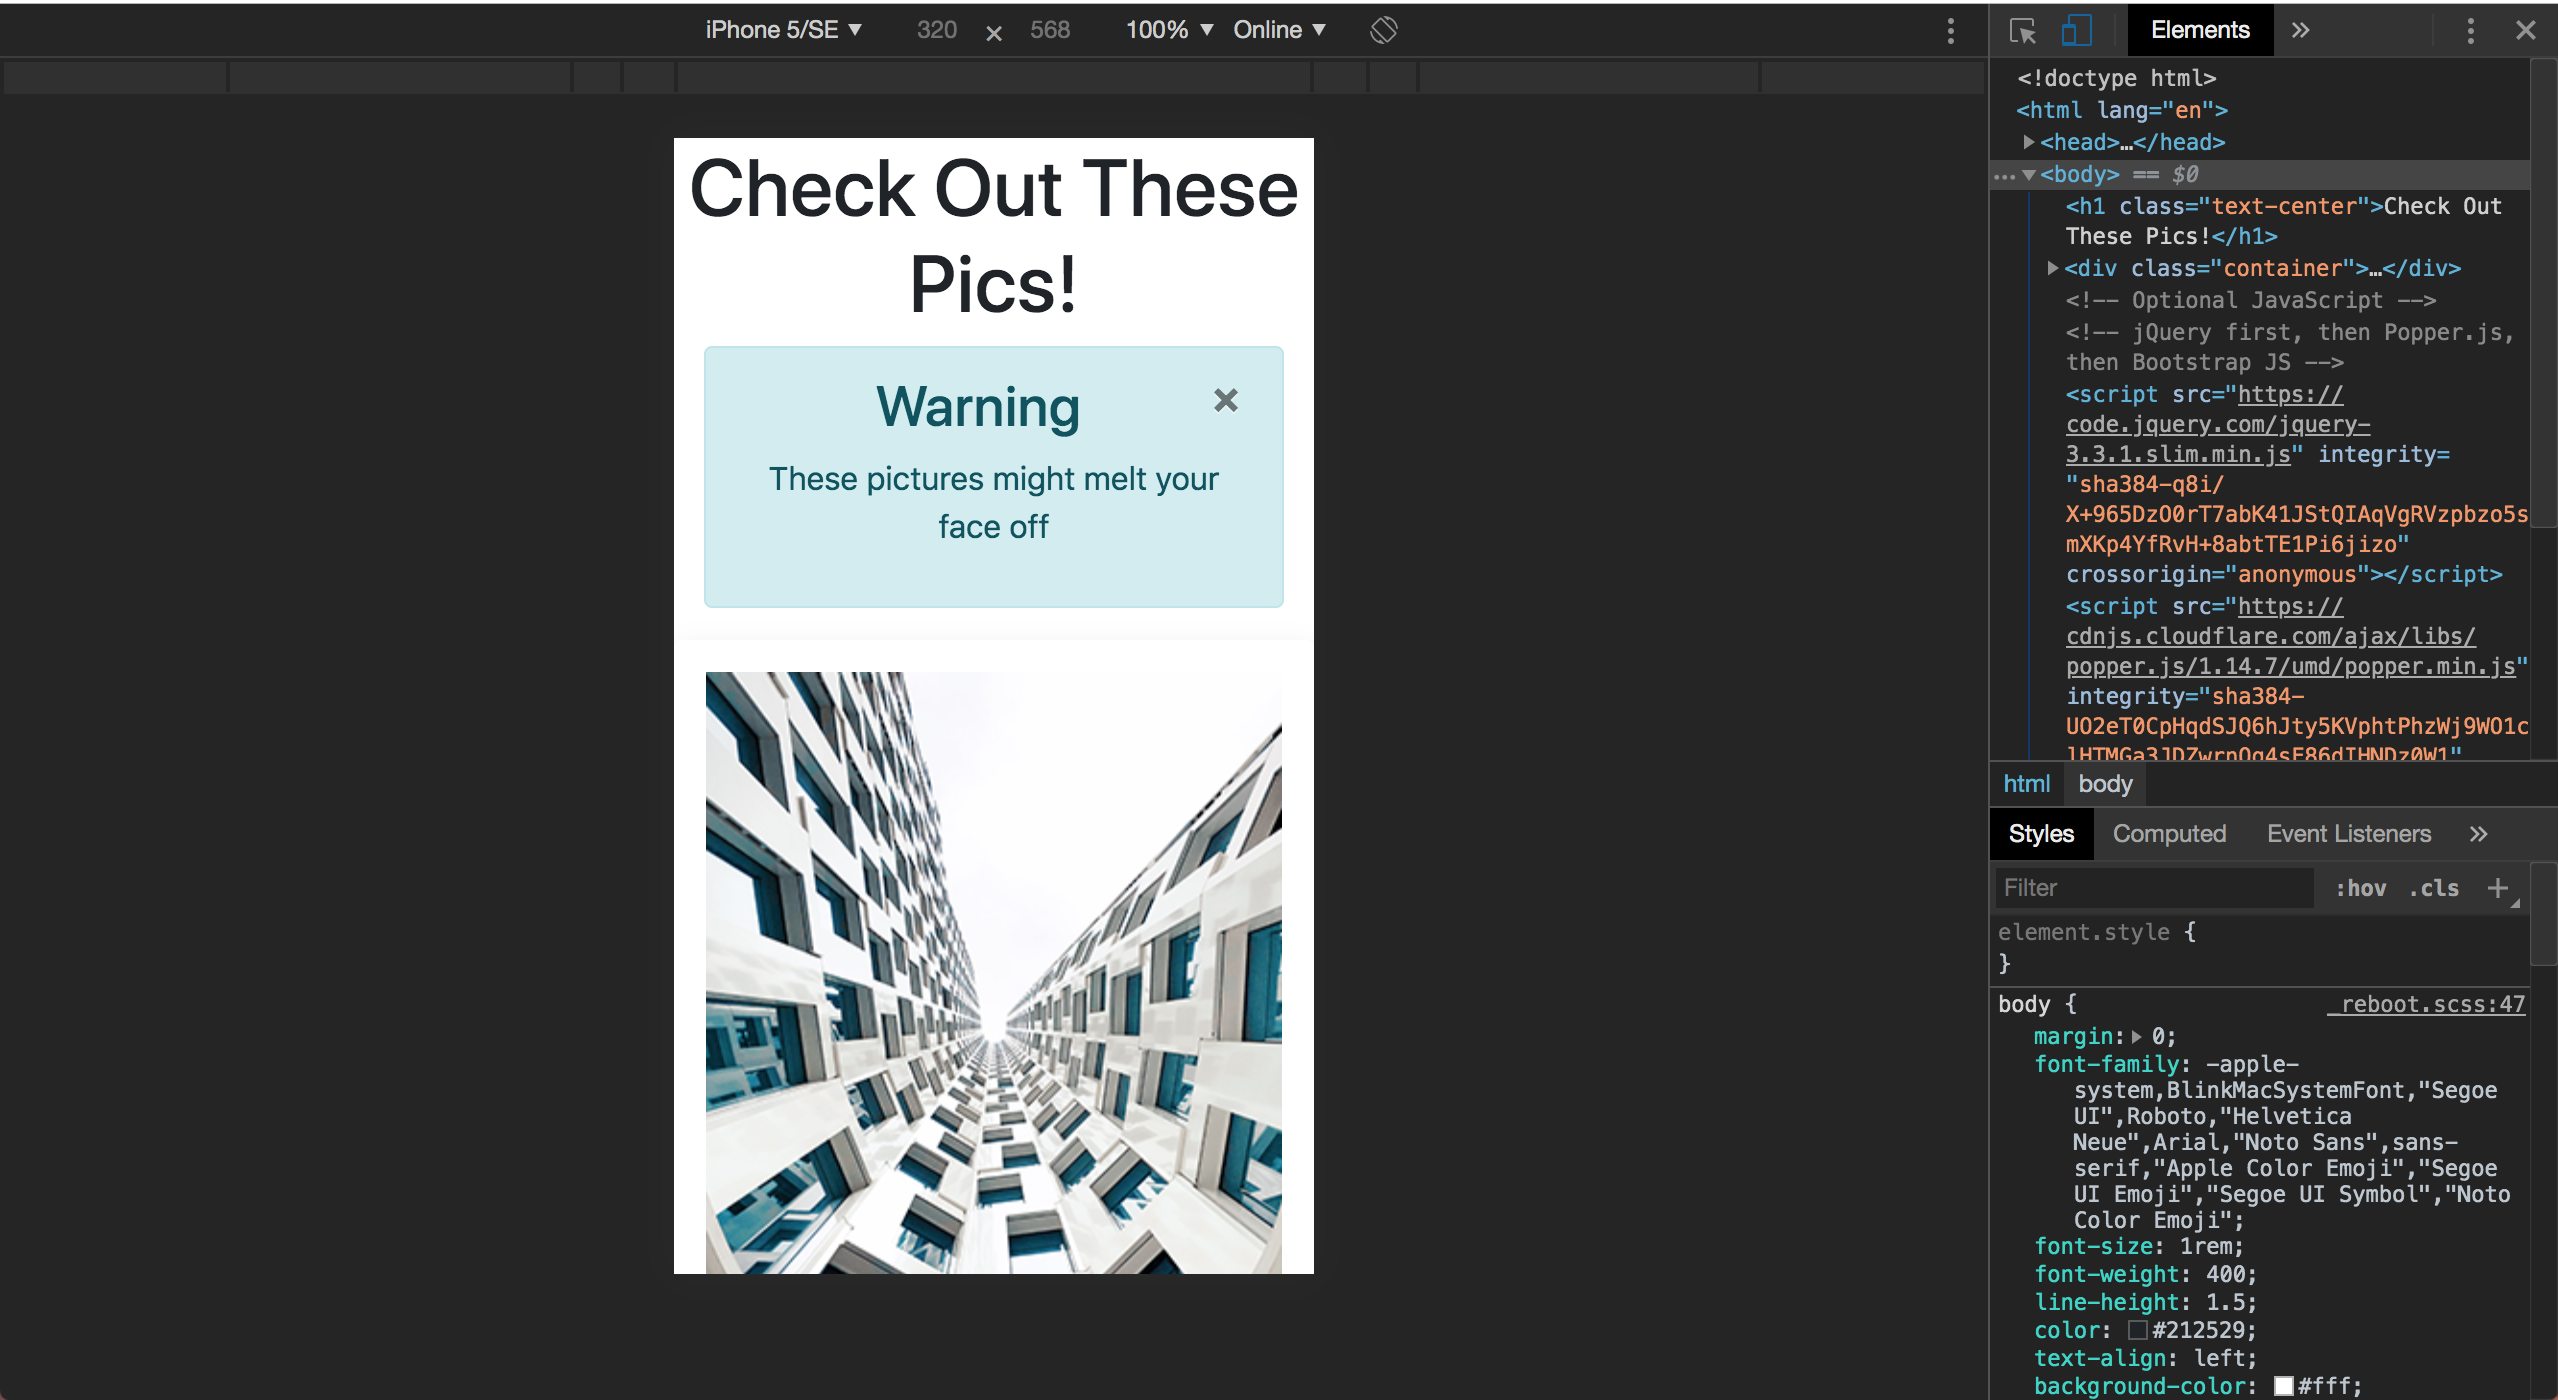 iPhone 5/SE ▼ 320 × 568 100% ▼ Online ▼
Check Out These
Pics!
Warning ×
These pictures might melt your
face off
Elements »
<!doctype html>
<html lang="en">
<head>…</head>
<body> == $0
<h1 class="text-center">Check Out
These Pics!</h1>
<div class="container">…</div>
<!-- Optional JavaScript -->
<!-- jQuery first, then Popper.js,
then Bootstrap JS -->
<script src="https://
code.jquery.com/jquery-
3.3.1.slim.min.js" integrity=
"sha384-q8i/
X+965DzO0rT7abK41JStQIAqVgRVzpbzo5s
mXKp4YfRvH+8abtTE1Pi6jizo"
crossorigin="anonymous"></script>
<script src="https://
cdnjs.cloudflare.com/ajax/libs/
popper.js/1.14.7/umd/popper.min.js"
integrity="sha384-
UO2eT0CpHqdSJQ6hJty5KVphtPhzWj9WO1c
lHTMGa3JDZwrnQq4sF86dIHNDz0W1"
html body
Styles Computed Event Listeners »
Filter :hov .cls +
element.style {
}
body { _reboot.scss:47
margin: 0;
font-family: -apple-
system,BlinkMacSystemFont,"Segoe
UI",Roboto,"Helvetica
Neue",Arial,"Noto Sans",sans-
serif,"Apple Color Emoji","Segoe
UI Emoji","Segoe UI Symbol","Noto
Color Emoji";
font-size: 1rem;
font-weight: 400;
line-height: 1.5;
color: #212529;
text-align: left;
background-color: #fff;